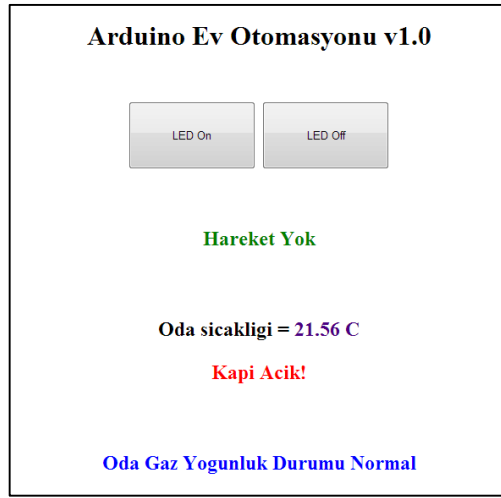 Arduino Ev Otomasyonu v1.0
LED On LED Off
Hareket Yok
Oda sicakligi = 21.56 C
Kapi Acik!
Oda Gaz Yogunluk Durumu Normal